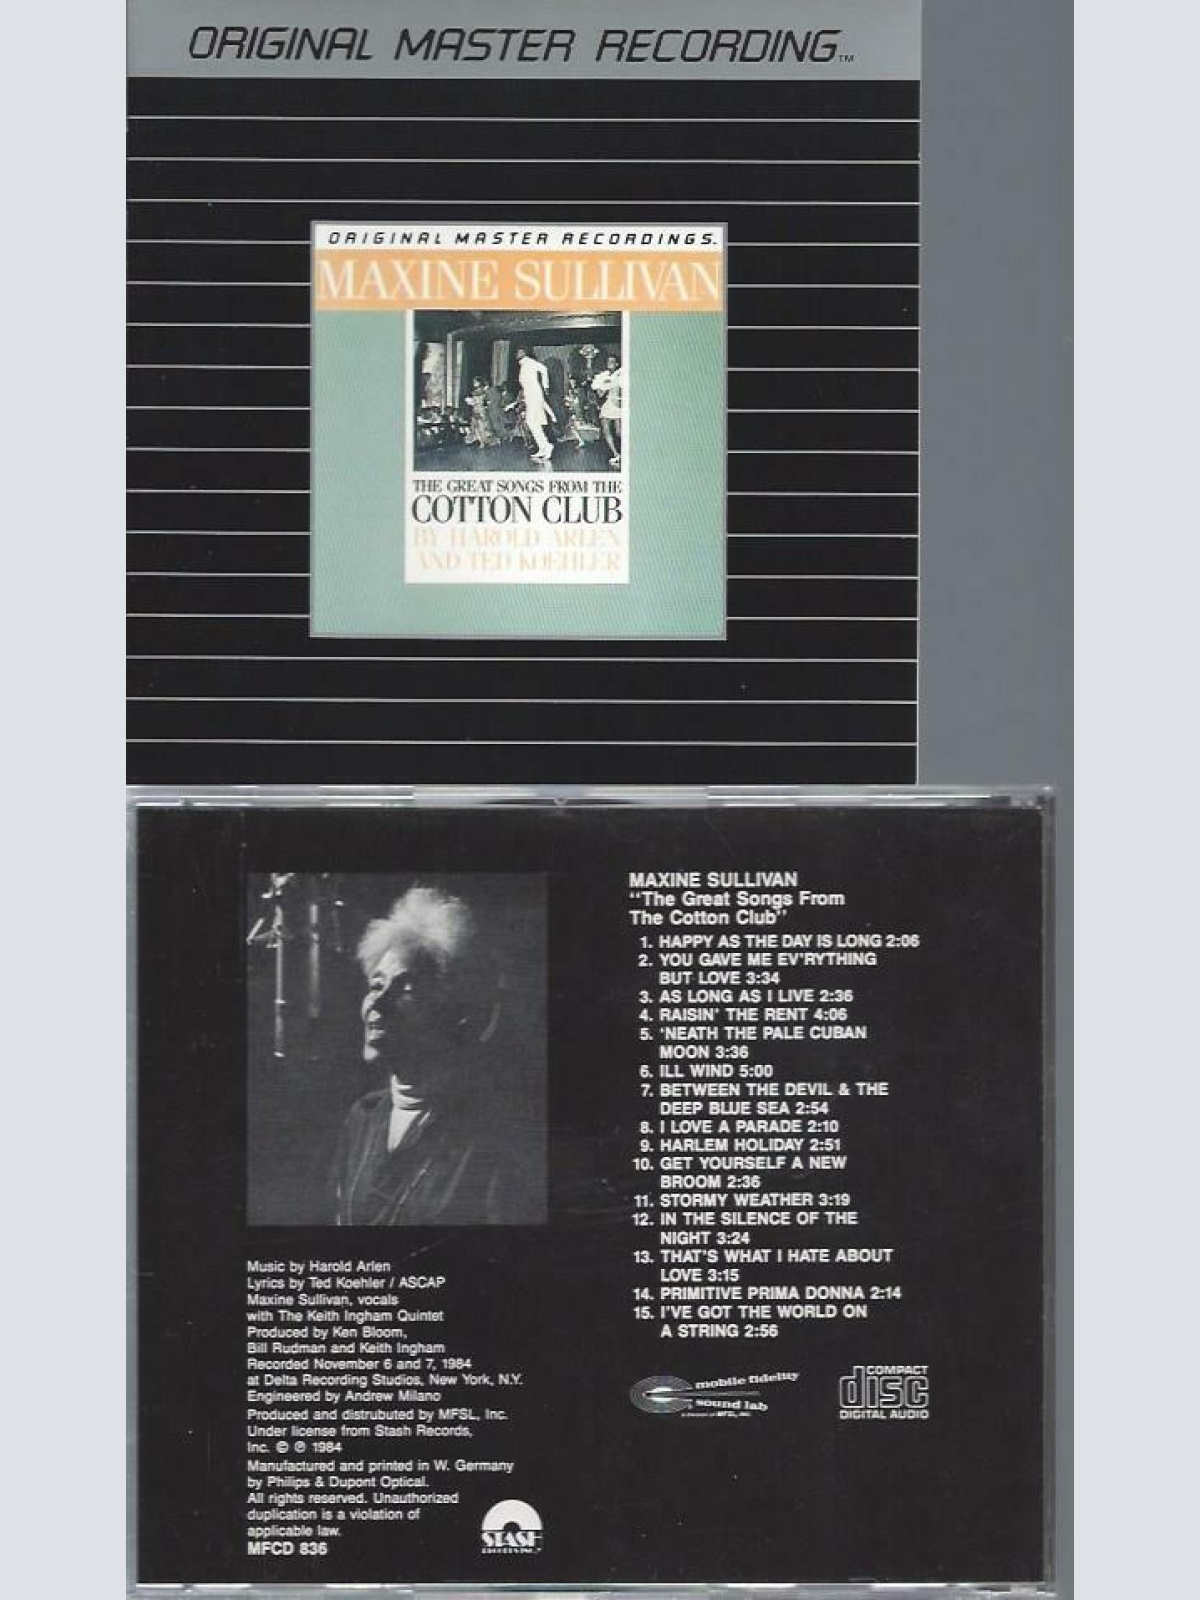 ORIGINAL MASTER RECORDING™
ORIGINAL MASTER RECORDINGS.
MAXINE SULLIVAN
THE GREAT SONGS FROM THE
COTTON CLUB
BY HAROLD ARLEN
AND TED KOEHLER
MAXINE SULLIVAN
"The Great Songs From
The Cotton Club"
1. HAPPY AS THE DAY IS LONG 2:06
2. YOU GAVE ME EV'RYTHING
BUT LOVE 3:34
3. AS LONG AS I LIVE 2:36
4. RAISIN' THE RENT 4:06
5. 'NEATH THE PALE CUBAN
MOON 3:36
6. ILL WIND 5:00
7. BETWEEN THE DEVIL & THE
DEEP BLUE SEA 2:54
8. I LOVE A PARADE 2:10
9. HARLEM HOLIDAY 2:51
10. GET YOURSELF A NEW
BROOM 2:36
11. STORMY WEATHER 3:19
12. IN THE SILENCE OF THE
NIGHT 3:24
13. THAT'S WHAT I HATE ABOUT
LOVE 3:15
14. PRIMITIVE PRIMA DONNA 2:14
15. I'VE GOT THE WORLD ON
A STRING 2:56
mobile fidelity
sound lab
COMPACT
disc
DIGITAL AUDIO
Music by Harold Arlen
Lyrics by Ted Koehler / ASCAP
Maxine Sullivan, vocals
with The Keith Ingham Quintet
Produced by Ken Bloom,
Bill Rudman and Keith Ingham
Recorded November 6 and 7, 1984
at Delta Recording Studios, New York, N.Y.
Engineered by Andrew Milano
Produced and distrubuted by MFSL, Inc.
Under license from Stash Records,
Inc. © ℗ 1984
Manufactured and printed in W. Germany
by Philips & Dupont Optical.
All rights reserved. Unauthorized
duplication is a violation of
applicable law.
MFCD 836
STASH